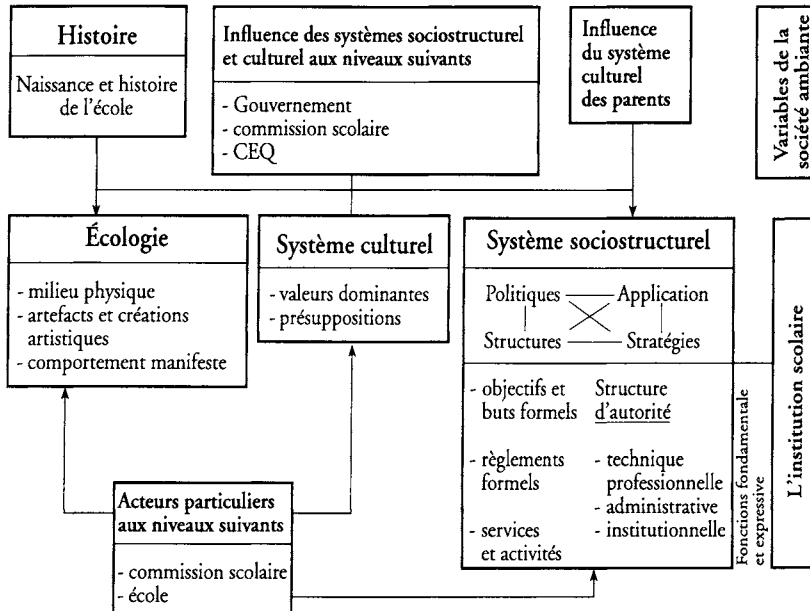 Histoire
Naissance et histoire
de l'école
Influence des systèmes sociostructurel
et culturel aux niveaux suivants
- Gouvernement
- commission scolaire
- CEQ
Influence
du système
culturel
des parents
Variables de la
société ambiante
Écologie
- milieu physique
- artefacts et créations
artistiques
- comportement manifeste
Système culturel
- valeurs dominantes
- présuppositions
Système sociostructurel
Politiques Application
Structures Stratégies
- objectifs et
buts formels
- règlements
formels
- services
et activités
Structure
d'autorité
- technique
professionnelle
- administrative
- institutionnelle
Fonctions fondamentale
et expressive
L'institution scolaire
Acteurs particuliers
aux niveaux suivants
- commission scolaire
- école